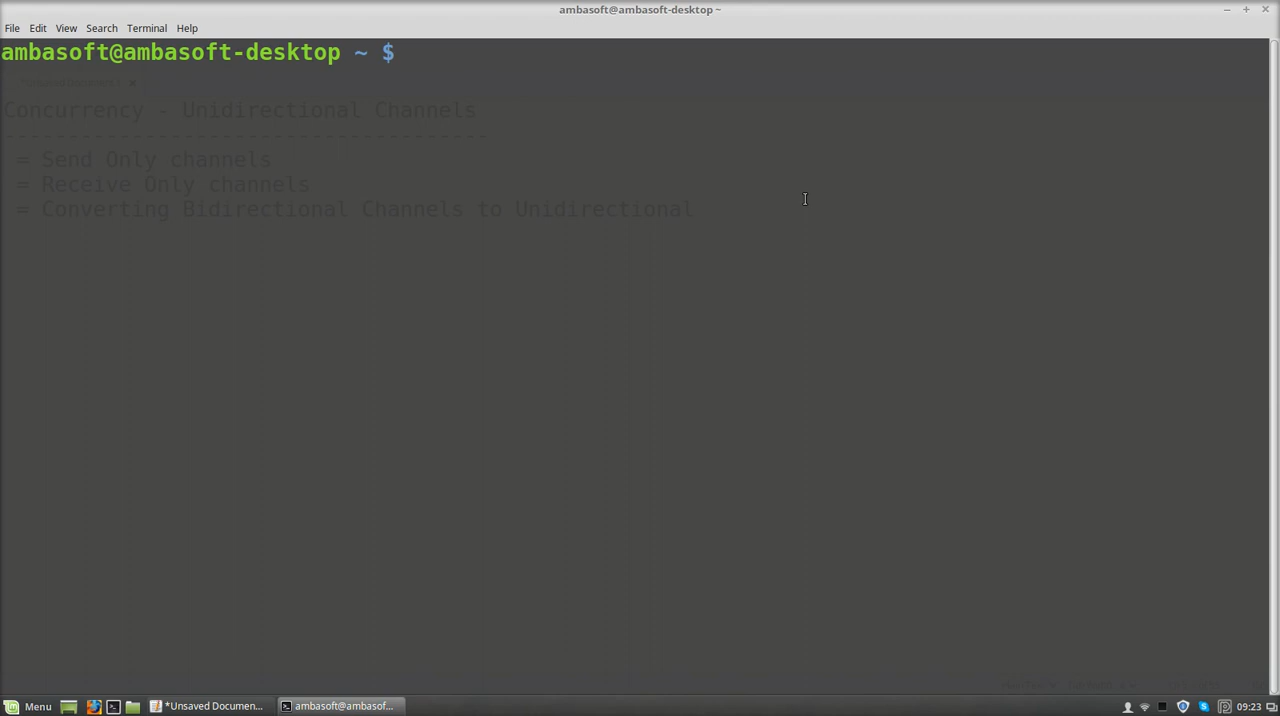 ambasoft@ambasoft-desktop ~
File Edit View Search Terminal Help
ambasoft@ambasoft-desktop ~ $
Concurrency - Unidirectional Channels
--------------------------------------
= Send Only channels
= Receive Only channels
= Converting Bidirectional Channels to Unidirectional
Menu *Unsaved Documen... ambasoft@ambasof... 09:23